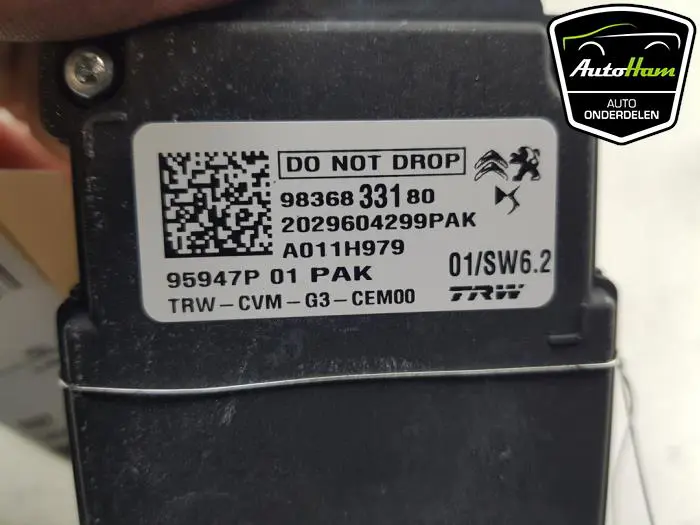 AutoHam
AUTO
ONDERDELEN
DO NOT DROP
98368 331 80
2029604299PAK
A011H979
95947P 01 PAK
01/SW6.2
TRW-CVM-G3-CEM00
TRW